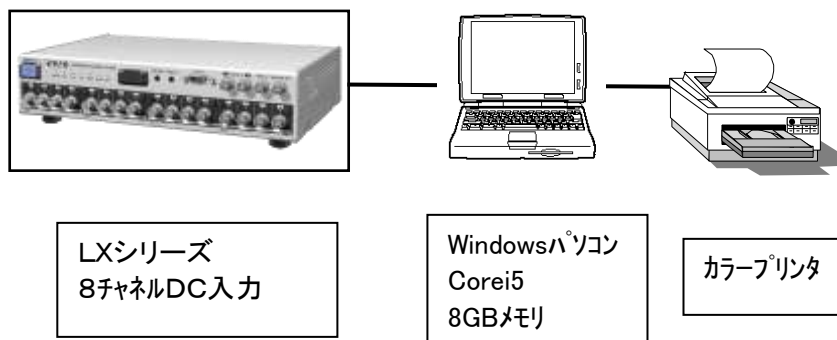 LXシリーズ
8ﾁｬﾈﾙDC入力
Windowsﾊﾟｿｺﾝ
Corei5
8GBﾒﾓﾘ
ｶﾗｰﾌﾟﾘﾝﾀ